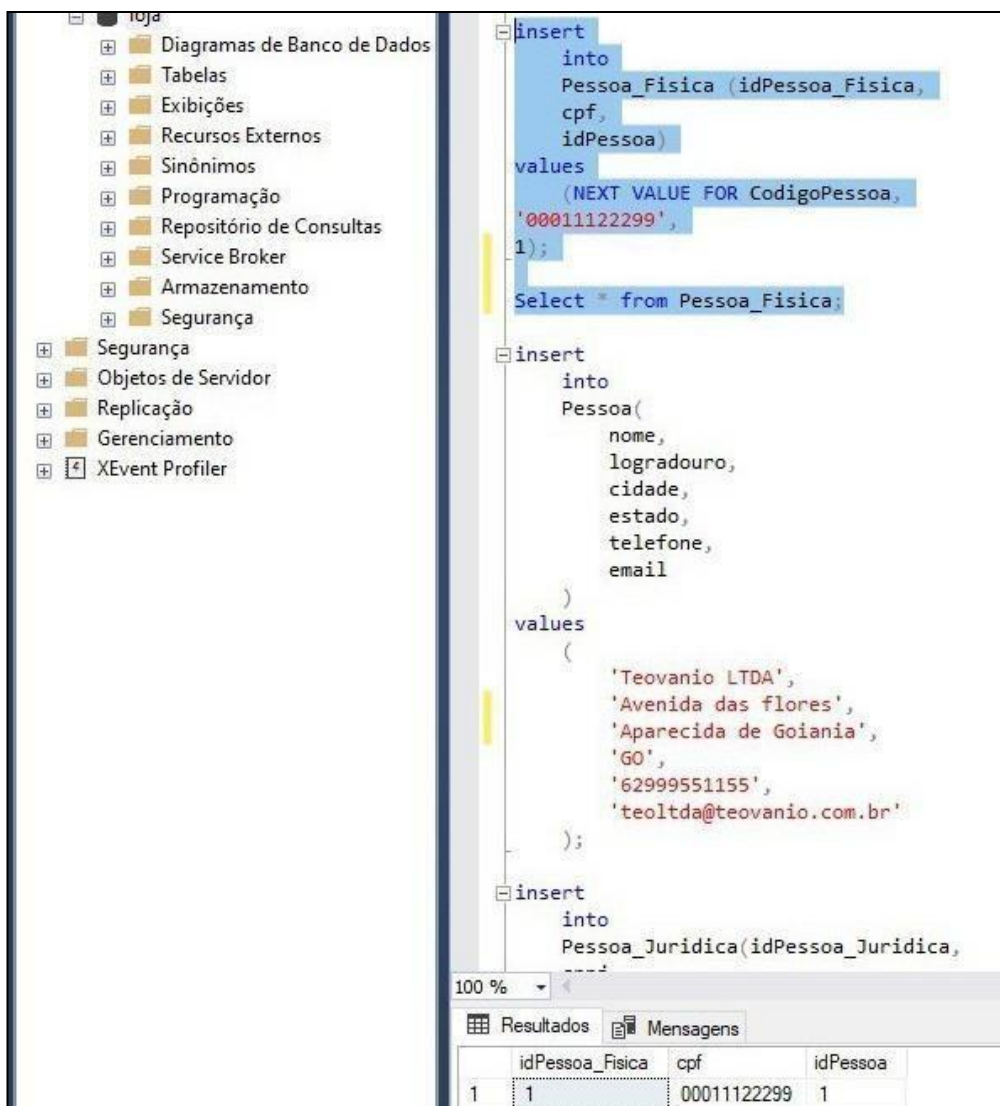 loja
Diagramas de Banco de Dados
Tabelas
Exibições
Recursos Externos
Sinônimos
Programação
Repositório de Consultas
Service Broker
Armazenamento
Segurança
Segurança
Objetos de Servidor
Replicação
Gerenciamento
XEvent Profiler
insert
into
Pessoa_Fisica (idPessoa_Fisica,
cpf,
idPessoa)
values
(NEXT VALUE FOR CodigoPessoa,
'00011122299',
1);
Select * from Pessoa_Fisica;
insert
into
Pessoa(
nome,
logradouro,
cidade,
estado,
telefone,
email
)
values
(
'Teovanio LTDA',
'Avenida das flores',
'Aparecida de Goiania',
'GO',
'62999551155',
'teoltda@teovanio.com.br'
);
insert
into
Pessoa_Juridica(idPessoa_Juridica,
100 %
Resultados Mensagens
idPessoa_Fisica cpf idPessoa
1 1 00011122299 1